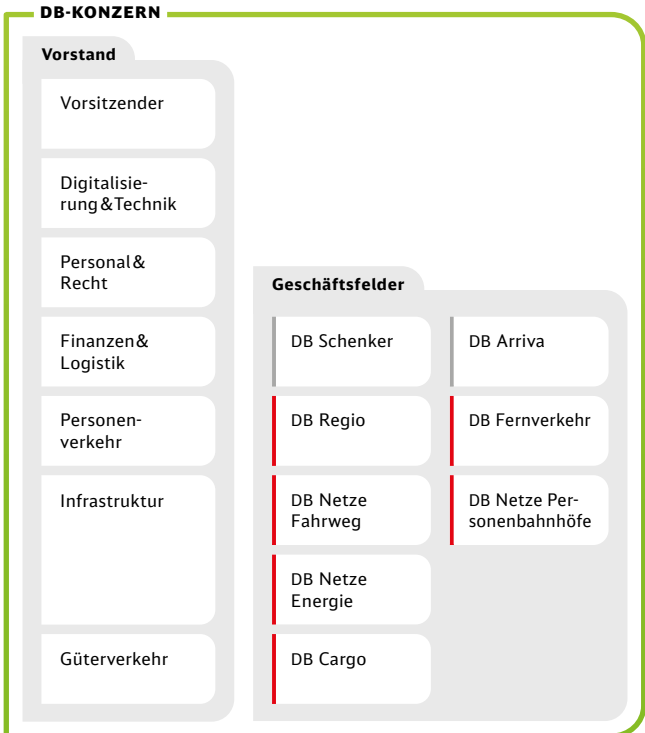 DB-KONZERN
Vorstand
Vorsitzender
Digitalisie-
rung & Technik
Personal &
Recht
Finanzen &
Logistik
Personen-
verkehr
Infrastruktur
Güterverkehr
Geschäftsfelder
DB Schenker
DB Arriva
DB Regio
DB Fernverkehr
DB Netze
Fahrweg
DB Netze Per-
sonenbahnhöfe
DB Netze
Energie
DB Cargo